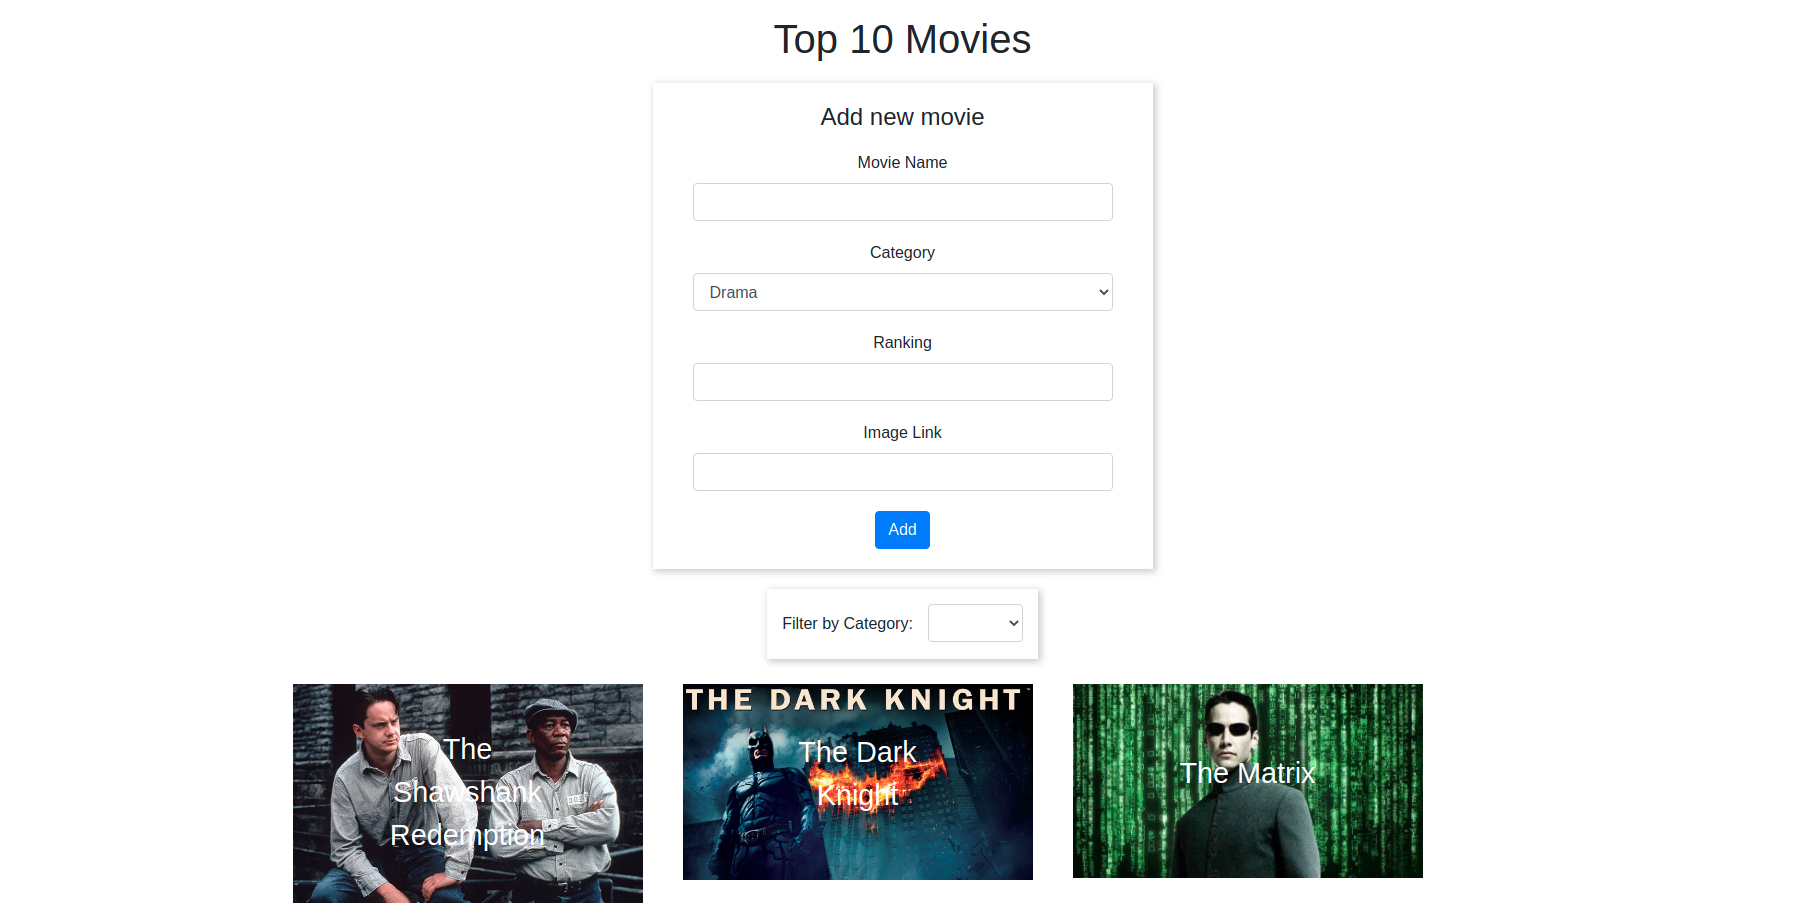 Top 10 Movies
Add new movie
Movie Name
Category
Drama
Ranking
Image Link
Add
Filter by Category:
THE DARK KNIGHT
The
Shawshank
Redemption
The Dark
Knight
The Matrix